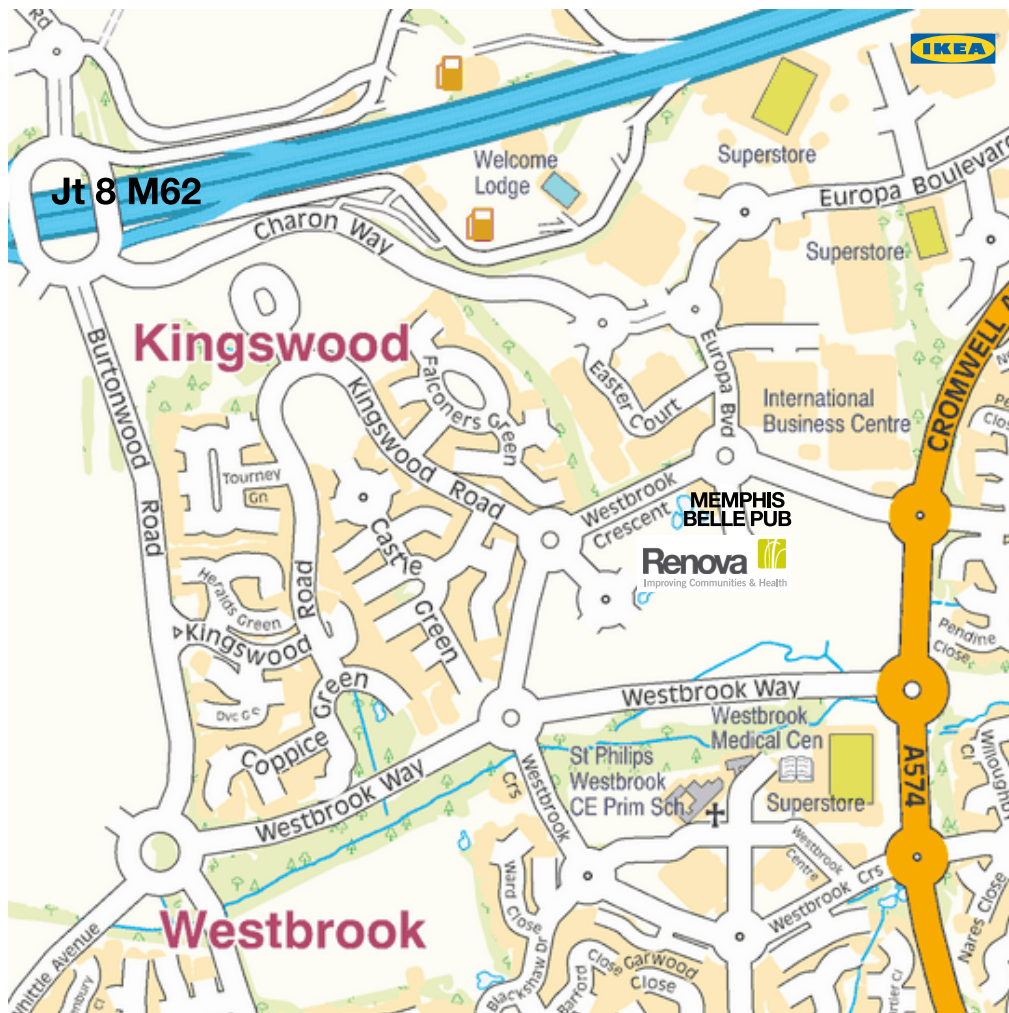 Rd
IKEA
Welcome
Lodge
Superstore
Jt 8 M62
Europa Boulevard
Charon Way
Superstore
Kingswood
Burtonwood
Road
Falconers Green
Kingswood Road
Easter
Court
Europa Bvd
International
Business Centre
CROMWELL A
Tourney
Gn
Westbrook
Crescent
MEMPHIS
BELLE PUB
Renova
Improving Communities & Health
Castle
Green
Heralds Green
Road
Kingswood
Pendine
Close
Coppice Green
Westbrook Way
Westbrook
Medical Cen
St Philips
Westbrook
CE Prim Sch
Superstore
A574
Westbrook Way
Westbrook
Crs
Westbrook
Centre
Westbrook Crs
Ward Close
Westbrook
Whittle Avenue
Blackshaw Dr
Barford
Close
Garwood
Close
Nares Close